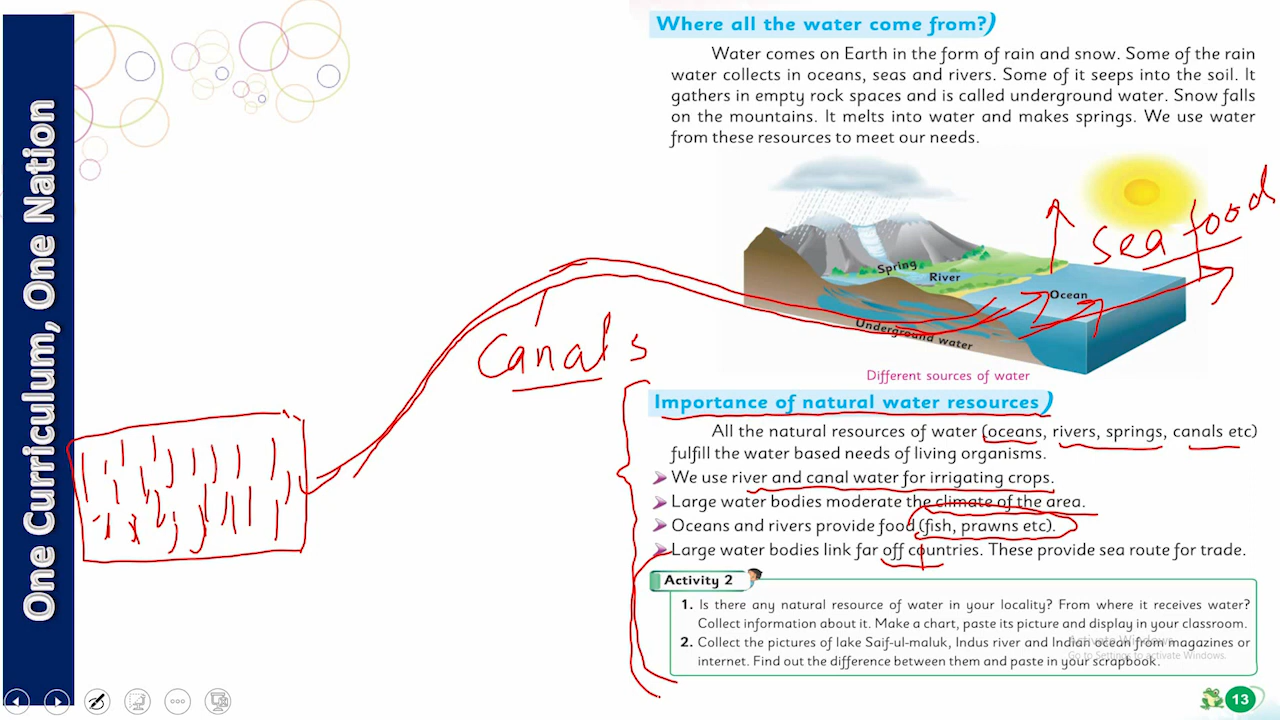 One Curriculum, One Nation
Where all the water come from?
Water comes on Earth in the form of rain and snow. Some of the rain
water collects in oceans, seas and rivers. Some of it seeps into the soil. It
gathers in empty rock spaces and is called underground water. Snow falls
on the mountains. It melts into water and makes springs. We use water
from these resources to meet our needs.
Sea food
Spring
River
Ocean
Underground water
Canals
Different sources of water
Importance of natural water resources
All the natural resources of water (oceans, rivers, springs, canals etc)
fulfill the water based needs of living organisms.
We use river and canal water for irrigating crops.
Large water bodies moderate the climate of the area.
Oceans and rivers provide food (fish, prawns etc).
Large water bodies link far off countries. These provide sea route for trade.
Activity 2
1. Is there any natural resource of water in your locality? From where it receives water?
Collect information about it. Make a chart, paste its picture and display in your classroom.
2. Collect the pictures of lake Saif-ul-maluk, Indus river and Indian ocean from magazines or
internet. Find out the difference between them and paste in your scrapbook.
Activate Windows
Go to Settings to activate Windows.
13